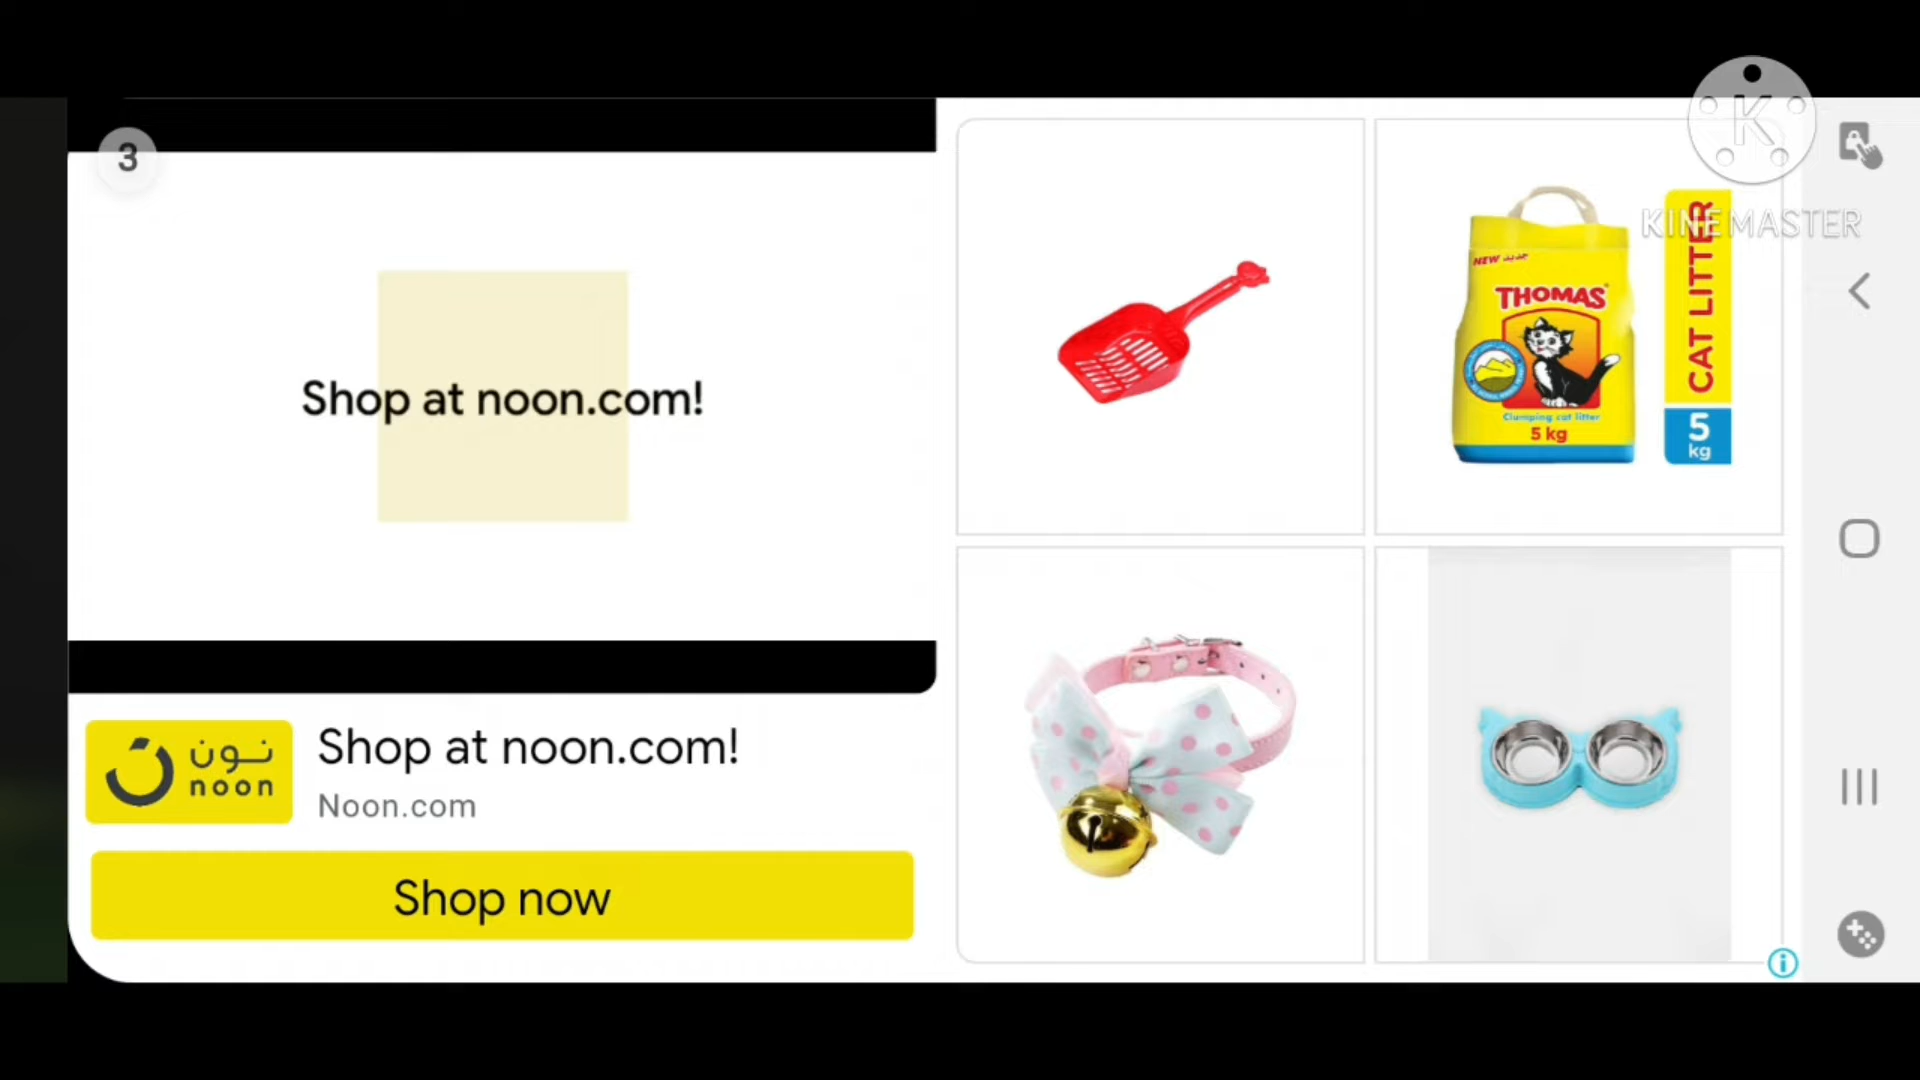 3
Shop at noon.com!
نون
noon
Shop at noon.com!
Noon.com
Shop now
K
KINEMASTER
NEW جديد
THOMAS
Clumping cat litter
5 kg
CAT LITTER
5
kg